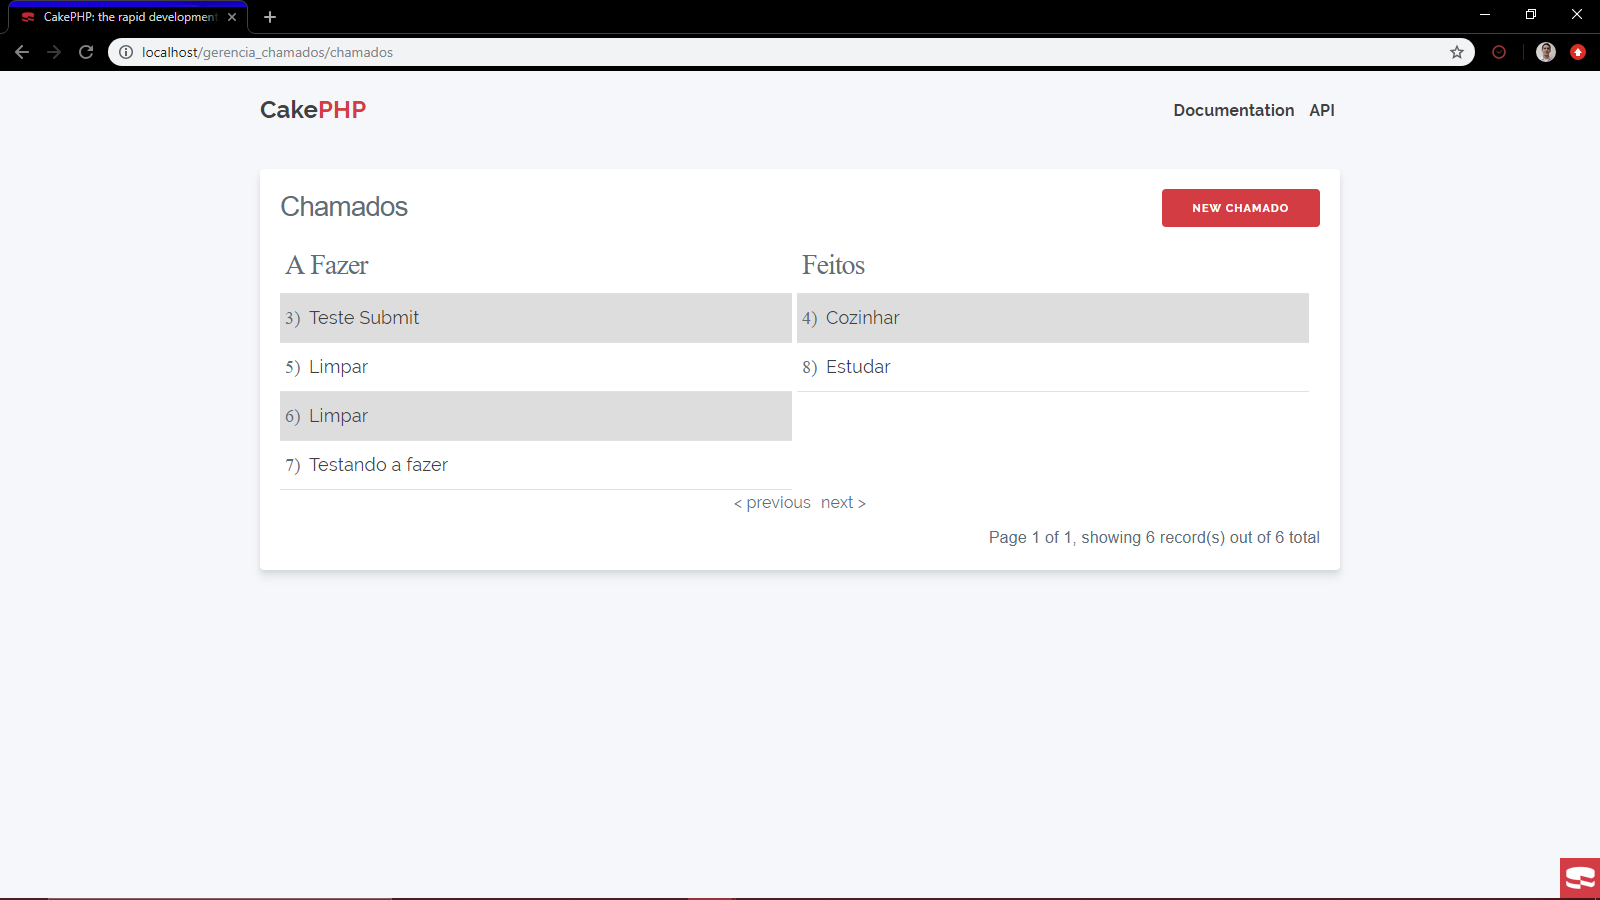 CakePHP: the rapid development
localhost/gerencia_chamados/chamados
CakePHP
Documentation API
Chamados
NEW CHAMADO
A Fazer
3) Teste Submit
5) Limpar
6) Limpar
7) Testando a fazer
Feitos
4) Cozinhar
8) Estudar
< previous next >
Page 1 of 1, showing 6 record(s) out of 6 total